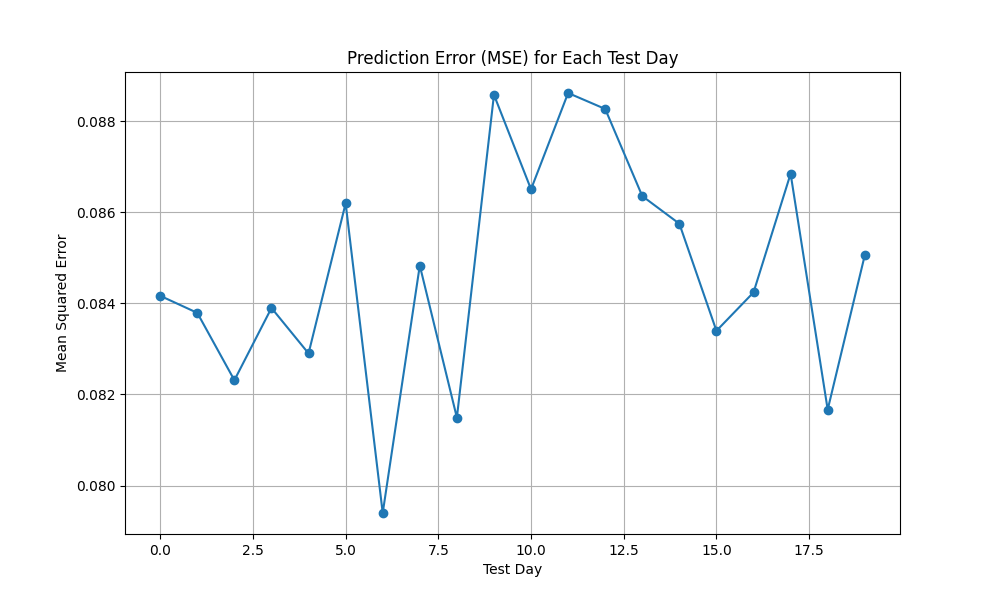 Prediction Error (MSE) for Each Test Day
0.088
0.086
0.084
0.082
0.080
Mean Squared Error
0.0 2.5 5.0 7.5 10.0 12.5 15.0 17.5
Test Day